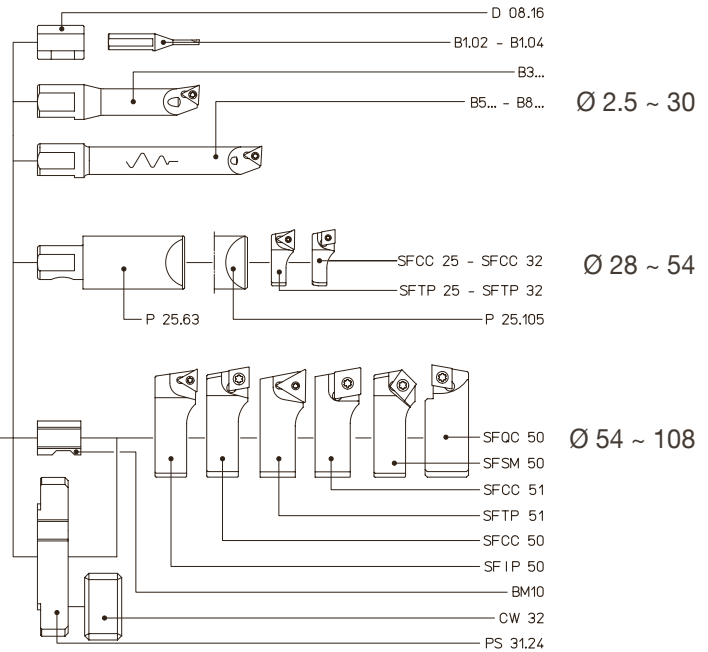 D 08.16
B1.02 - B1.04
B3...
B5... - B8...
Ø 2.5 ~ 30
SFCC 25 - SFCC 32
Ø 28 ~ 54
SFTP 25 - SFTP 32
P 25.63
P 25.105
SFQC 50
Ø 54 ~ 108
SFSM 50
SFCC 51
SFTP 51
SFCC 50
SFIP 50
BM10
CW 32
PS 31.24